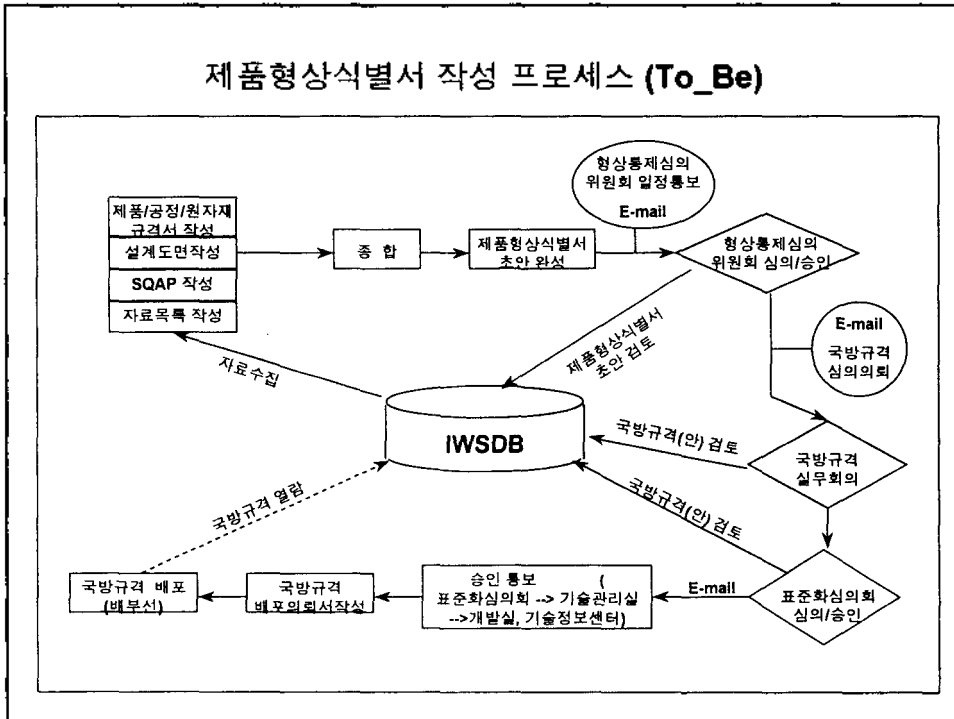 제품형상식별서 작성 프로세스 (To_Be)
형상통제심의
위원회 일정통보
E-mail
제품/공정/원자재
규격서 작성
설계도면작성
SQAP 작성
자료목록 작성
종 합
제품형상식별서
초안 완성
형상통제심의
위원회 심의/승인
E-mail
국방규격
심의의뢰
제품형상식별서
초안 검토
자료수집
IWSDB
국방규격(안) 검토
국방규격
실무회의
국방규격(안) 검토
국방규격 열람
국방규격 배포
(배부선)
국방규격
배포의뢰서작성
승인 통보 (
표준화심의회 --> 기술관리실
-->개발실, 기술정보센터)
E-mail
표준화심의회
심의/승인